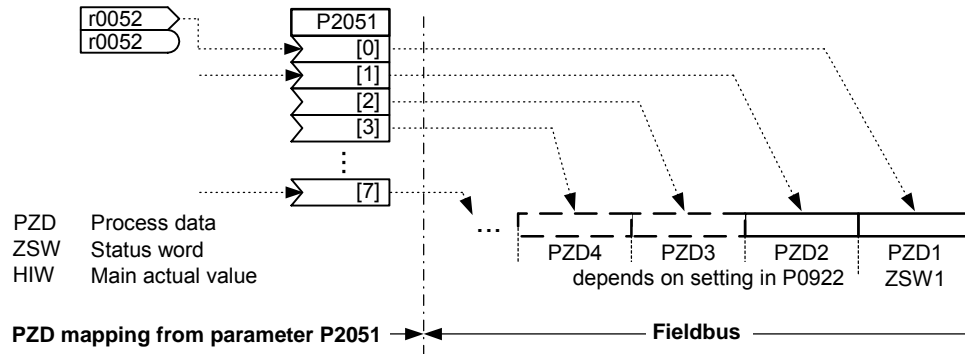 r0052
r0052
P2051
[0]
[1]
[2]
[3]
⋮
[7]
...
PZD Process data
ZSW Status word
HIW Main actual value
PZD4 PZD3 PZD2 PZD1
depends on setting in P0922 ZSW1
PZD mapping from parameter P2051
Fieldbus